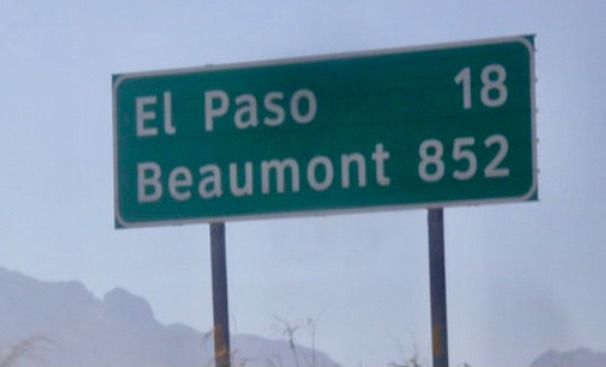 El Paso 18
Beaumont 852